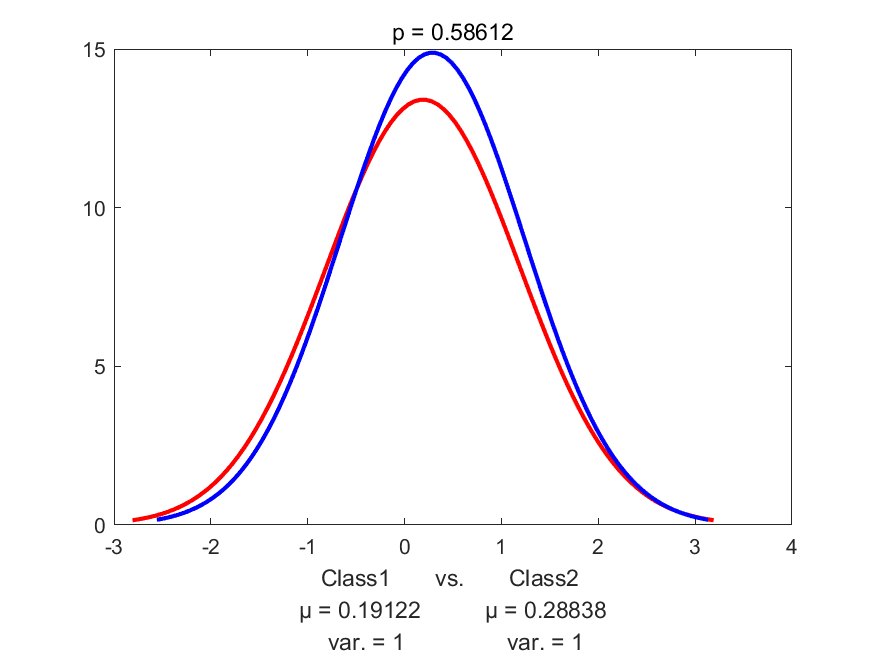 p = 0.58612
15
10
5
0
-3 -2 -1 0 1 2 3 4
Class1 vs. Class2
μ = 0.19122 μ = 0.28838
var. = 1 var. = 1